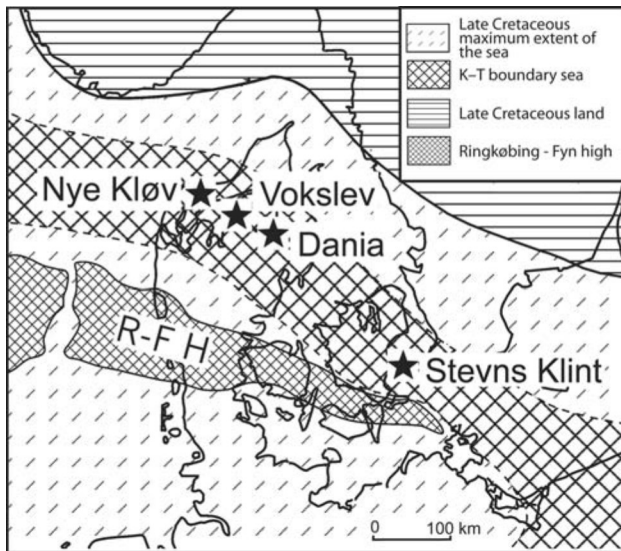 Late Cretaceous
maximum extent of
the sea
K–T boundary sea
Late Cretaceous land
Ringkøbing - Fyn high
Nye Kløv
Vokslev
Dania
R-F H
Stevns Klint
0 100 km